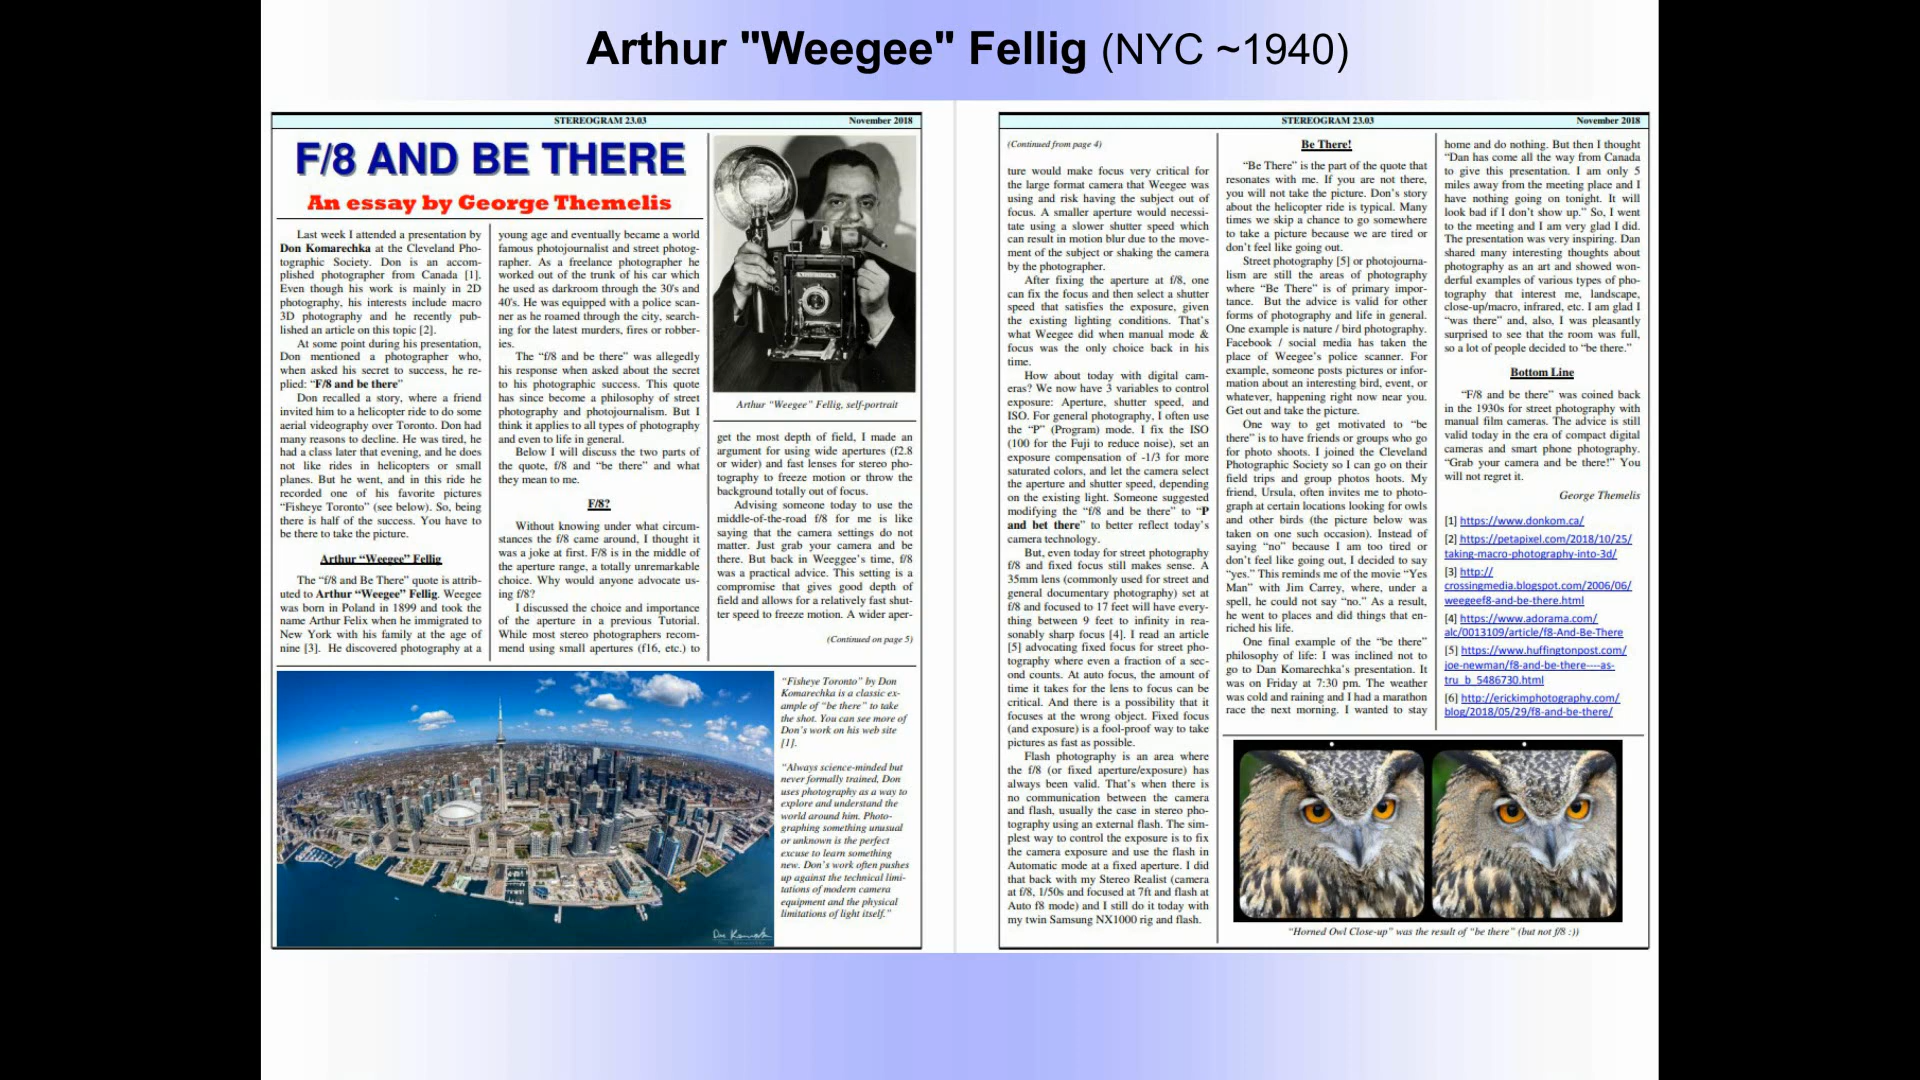 Arthur "Weegee" Fellig (NYC ~1940)
STEREOGRAM 23.03
November 2018
F/8 AND BE THERE
An essay by George Themelis
Last week I attended a presentation by
Don Komarechka at the Cleveland Pho-
tographic Society. Don is an accom-
plished photographer from Canada [1].
Even though his work is mainly in 2D
photography, his interests include macro
3D photography and he recently pub-
lished an article on this topic [2].
At some point during his presentation,
Don mentioned a photographer who,
when asked his secret to success, he re-
plied: “F/8 and be there”
Don recalled a story, where a friend
invited him to a helicopter ride to do some
aerial videography over Toronto. Don had
many reasons to decline. He was tired, he
had a class later that evening, and he does
not like rides in helicopters or small
planes. But he went, and in this ride he
recorded one of his favorite pictures
“Fisheye Toronto” (see below). So, being
there is half of the success. You have to
be there to take the picture.
Arthur “Weegee” Fellig
The “f/8 and Be There” quote is attrib-
uted to Arthur “Weegee” Fellig. Weegee
was born in Poland in 1899 and took the
name Arthur Felix when he immigrated to
New York with his family at the age of
nine [3]. He discovered photography at a
young age and eventually became a world
famous photojournalist and street photog-
rapher. As a freelance photographer he
worked out of the trunk of his car which
he used as darkroom through the 30's and
40's. He was equipped with a police scan-
ner as he roamed through the city, search-
ing for the latest murders, fires or robber-
ies.
The “f/8 and be there” was allegedly
his response when asked about the secret
to his photographic success. This quote
has since become a philosophy of street
photography and photojournalism. But I
think it applies to all types of photography
and even to life in general.
Below I will discuss the two parts of
the quote, f/8 and “be there” and what
they mean to me.
F/8?
Without knowing under what circum-
stances the f/8 came around, I thought it
was a joke at first. F/8 is in the middle of
the aperture range, a totally unremarkable
choice. Why would anyone advocate us-
ing f/8?
I discussed the choice and importance
of the aperture in a previous Tutorial.
While most stereo photographers recom-
mend using small apertures (f16, etc.) to
Arthur “Weegee” Fellig, self-portrait
get the most depth of field, I made an
argument for using wide apertures (f2.8
or wider) and fast lenses for stereo pho-
tography to freeze motion or throw the
background totally out of focus.
Advising someone today to use the
middle-of-the-road f/8 for me is like
saying that the camera settings do not
matter. Just grab your camera and be
there. But back in Weeggee's time, f/8
was a practical advice. This setting is a
compromise that gives good depth of
field and allows for a relatively fast shut-
ter speed to freeze motion. A wider aper-
(Continued on page 5)
“Fisheye Toronto” by Don
Komarechka is a classic ex-
ample of “be there” to take
the shot. You can see more of
Don's work on his web site
[1].
“Always science-minded but
never formally trained, Don
uses photography as a way to
explore and understand the
world around him. Photo-
graphing something unusual
or unknown is the perfect
excuse to learn something
new. Don's work often pushes
up against the technical limi-
tations of modern camera
equipment and the physical
limitations of light itself.”
STEREOGRAM 23.03
November 2018
(Continued from page 4)
ture would make focus very critical for
the large format camera that Weegee was
using and risk having the subject out of
focus. A smaller aperture would necessi-
tate using a slower shutter speed which
can result in motion blur due to the move-
ment of the subject or shaking the camera
by the photographer.
After fixing the aperture at f/8, one
can fix the focus and then select a shutter
speed that satisfies the exposure, given
the existing lighting conditions. That's
what Weegee did when manual mode &
focus was the only choice back in his
time.
How about today with digital cam-
eras? We now have 3 variables to control
exposure: Aperture, shutter speed, and
ISO. For general photography, I often use
the “P” (Program) mode. I fix the ISO
(100 for the Fuji to reduce noise), set an
exposure compensation of -1/3 for more
saturated colors, and let the camera select
the aperture and shutter speed, depending
on the existing light. Someone suggested
modifying the “f/8 and be there” to “P
and bet there” to better reflect today's
camera technology.
But, even today for street photography
f/8 and fixed focus still makes sense. A
35mm lens (commonly used for street and
general documentary photography) set at
f/8 and focused to 17 feet will have every-
thing between 9 feet to infinity in rea-
sonably sharp focus [4]. I read an article
[5] advocating fixed focus for street pho-
tography where even a fraction of a sec-
ond counts. At auto focus, the amount of
time it takes for the lens to focus can be
critical. And there is a possibility that it
focuses at the wrong object. Fixed focus
(and exposure) is a fool-proof way to take
pictures as fast as possible.
Flash photography is an area where
the f/8 (or fixed aperture/exposure) has
always been valid. That's when there is
no communication between the camera
and flash, usually the case in stereo pho-
tography using an external flash. The sim-
plest way to control the exposure is to fix
the camera exposure and use the flash in
Automatic mode at a fixed aperture. I did
that back with my Stereo Realist (camera
at f/8, 1/50s and focused at 7ft and flash at
Auto f8 mode) and I still do it today with
my twin Samsung NX1000 rig and flash.
Be There!
“Be There” is the part of the quote that
resonates with me. If you are not there,
you will not take the picture. Don's story
about the helicopter ride is typical. Many
times we skip a chance to go somewhere
to take a picture because we are tired or
don't feel like going out.
Street photography [5] or photojourna-
lism are still the areas of photography
where “Be There” is of primary impor-
tance. But the advice is valid for other
forms of photography and life in general.
One example is nature / bird photography.
Facebook / social media has taken the
place of Weegee's police scanner. For
example, someone posts pictures or infor-
mation about an interesting bird, event, or
whatever, happening right now near you.
Get out and take the picture.
One way to get motivated to “be
there” is to have friends or groups who go
for photo shoots. I joined the Cleveland
Photographic Society so I can go on their
field trips and group photos hoots. My
friend, Ursula, often invites me to photo-
graph at certain locations looking for owls
and other birds (the picture below was
taken on one such occasion). Instead of
saying “no” because I am too tired or
don't feel like going out, I decided to say
“yes.” This reminds me of the movie “Yes
Man” with Jim Carrey, where, under a
spell, he could not say “no.” As a result,
he went to places and did things that en-
riched his life.
One final example of the “be there”
philosophy of life: I was inclined not to
go to Dan Komarechka's presentation. It
was on Friday at 7:30 pm. The weather
was cold and raining and I had a marathon
race the next morning. I wanted to stay
home and do nothing. But then I thought
“Dan has come all the way from Canada
to give this presentation. I am only 5
miles away from the meeting place and I
have nothing going on tonight. It will
look bad if I don't show up.” So, I went
to the meeting and I am very glad I did.
The presentation was very inspiring. Dan
shared many interesting thoughts about
photography as an art and showed won-
derful examples of various types of pho-
tography that interest me, landscape,
close-up/macro, infrared, etc. I am glad I
“was there” and, also, I was pleasantly
surprised to see that the room was full,
so a lot of people decided to “be there.”
Bottom Line
“F/8 and be there” was coined back
in the 1930s for street photography with
manual film cameras. The advice is still
valid today in the era of compact digital
cameras and smart phone photography.
“Grab your camera and be there!” You
will not regret it.
George Themelis
[1] https://www.donkom.ca/
[2] https://petapixel.com/2018/10/25/
taking-macro-photography-into-3d/
[3] http://
crossingmedia.blogspot.com/2006/06/
weegeef8-and-be-there.html
[4] https://www.adorama.com/
alc/0013109/article/f8-And-Be-There
[5] https://www.huffingtonpost.com/
joe-newman/f8-and-be-there----as-
tru_b_5486730.html
[6] http://erickimphotography.com/
blog/2018/05/29/f8-and-be-there/
“Horned Owl Close-up” was the result of “be there” (but not f/8 :))